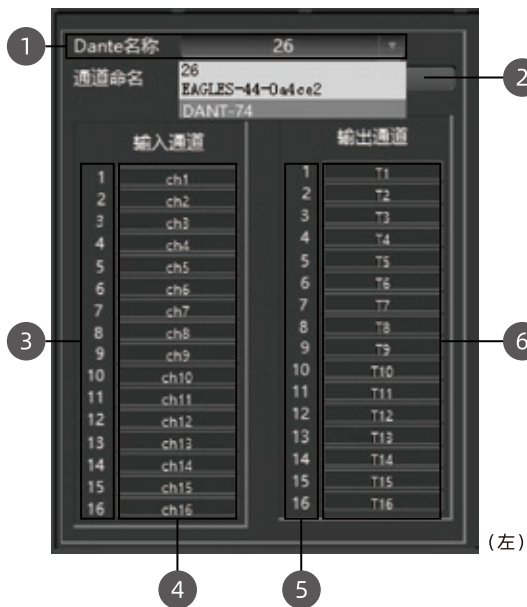 1 Dante名称 26
通道命名 2
26
EAGLES-44-0a4ce2
DANT-74
输入通道 输出通道
1 ch1 1 T1
2 ch2 2 T2
3 ch3 3 T3
4 ch4 4 T4
5 ch5 5 T5
6 ch6 6 T6
7 ch7 7 T7
8 ch8 8 T8
3 9 ch9 9 T9 6
10 ch10 10 T10
11 ch11 11 T11
12 ch12 12 T12
13 ch13 13 T13
14 ch14 14 T14
15 ch15 15 T15
16 ch16 16 T16
(左)
4 5